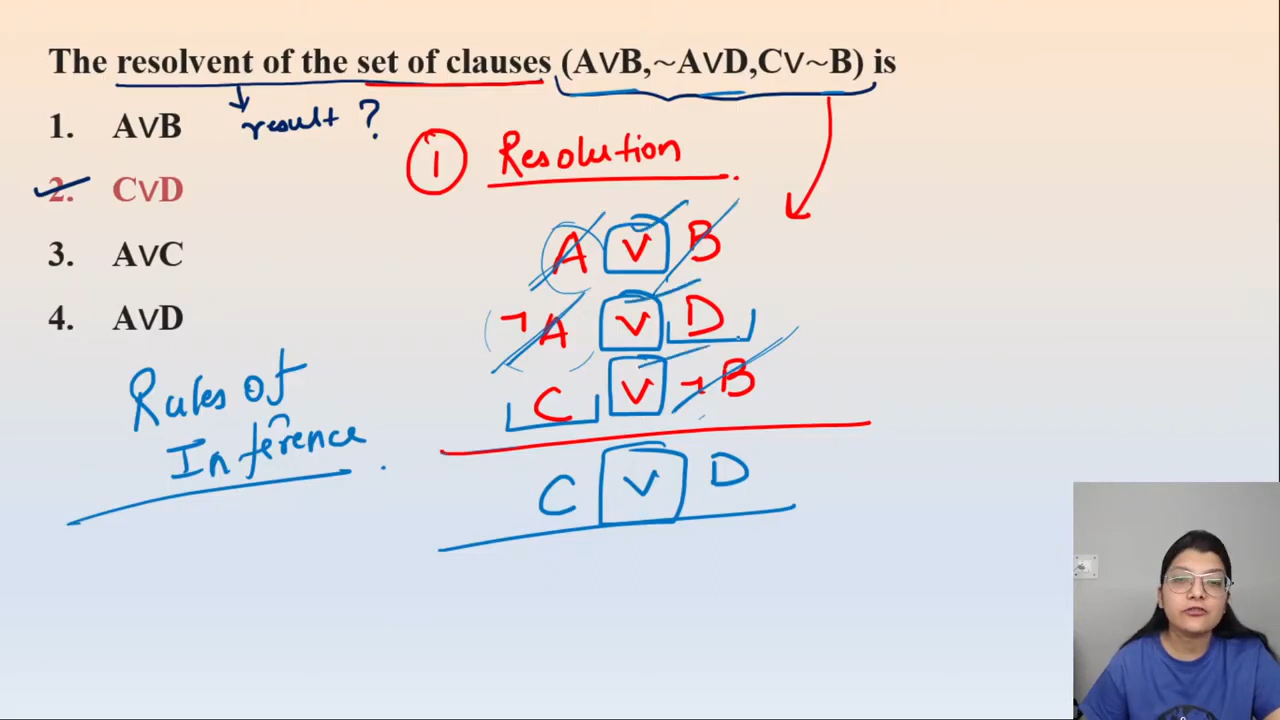 The resolvent of the set of clauses (A∨B,~A∨D,C∨~B) is
1. A∨B
result ?
2. C∨D
3. A∨C
4. A∨D
① Resolution
A ∨ B
¬A ∨ D
C ∨ ¬B
C ∨ D
Rules of
Inference